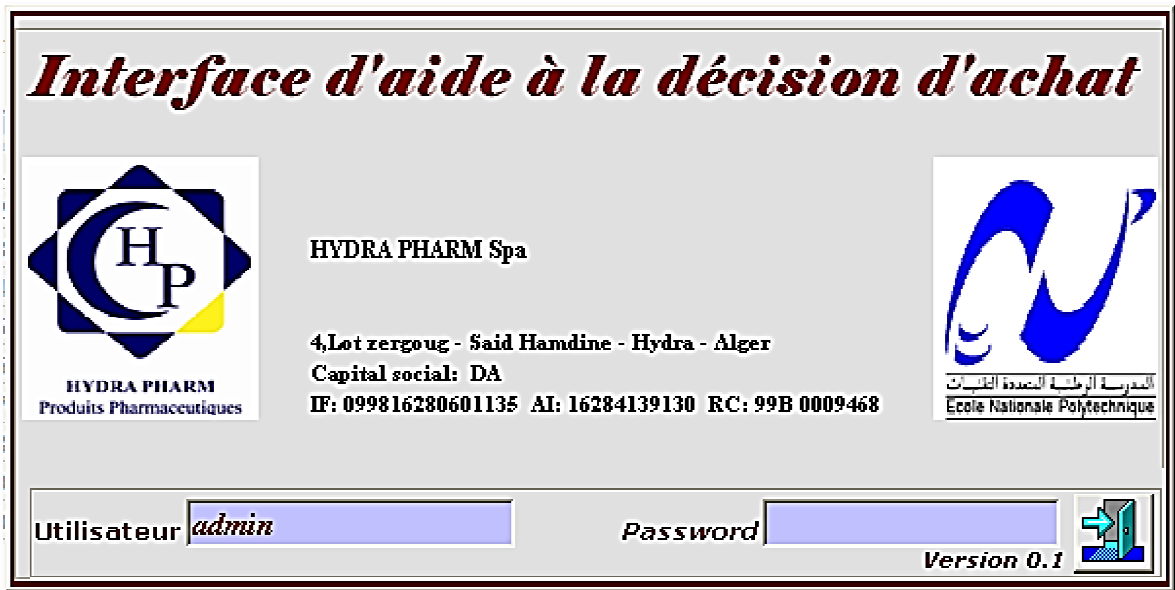 Interface d'aide à la décision d'achat
HP
HYDRA PHARM
Produits Pharmaceutiques
HYDRA PHARM Spa
4,Lot zergoug - Said Hamdine - Hydra - Alger
Capital social: DA
IF: 099816280601135 AI: 16284139130 RC: 99B 0009468
المدرسة الوطنية المتعددة التقنيات
Ecole Nationale Polytechnique
Utilisateur admin
Password
Version 0.1